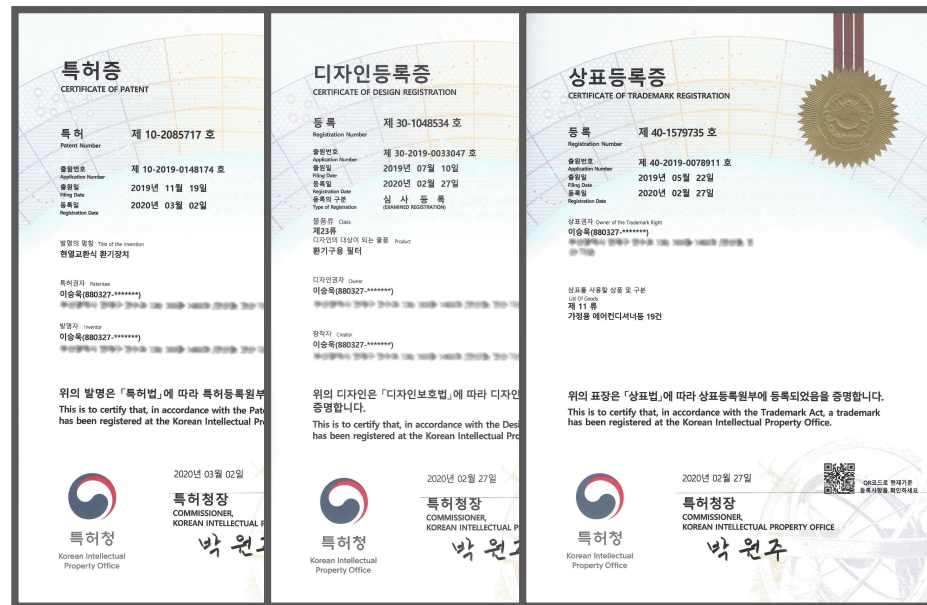 특허증
CERTIFICATE OF PATENT
특 허 제 10-2085717 호
Patent Number
출원번호 제 10-2019-0148174 호
Application Number
출원일 2019년 11월 19일
Filing Date
등록일 2020년 03월 02일
Registration Date
발명의 명칭 Title of the Invention
현열교환식 환기장치
특허권자 Patentee
이승욱(880327-*******)
발명자 Inventor
이승욱(880327-*******)
위의 발명은 「특허법」에 따라 특허등록원부
This is to certify that, in accordance with the Pate
has been registered at the Korean Intellectual Pr
2020년 03월 02일
특허청장
COMMISSIONER,
KOREAN INTELLECTUAL P
박 원
특허청
Korean Intellectual
Property Office
디자인등록증
CERTIFICATE OF DESIGN REGISTRATION
등 록 제 30-1048534 호
Registration Number
출원번호 제 30-2019-0033047 호
Application Number
출원일 2019년 07월 10일
Filing Date
등록일 2020년 02월 27일
Registration Date
등록의 구분 심 사 등 록
Type of Registration (EXAMINED REGISTRATION)
물품류 Class
제23류
디자인의 대상이 되는 물품 Product
환기구용 필터
디자인권자 Owner
이승욱(880327-*******)
창작자 Creator
이승욱(880327-*******)
위의 디자인은 「디자인보호법」에 따라 디자인
증명합니다.
This is to certify that, in accordance with the Desi
has been registered at the Korean Intellectual Pro
2020년 02월 27일
특허청장
COMMISSIONER,
KOREAN INTELLECTUAL P
박 원
특허청
Korean Intellectual
Property Office
상표등록증
CERTIFICATE OF TRADEMARK REGISTRATION
등 록 제 40-1579735 호
Registration Number
출원번호 제 40-2019-0078911 호
Application Number
출원일 2019년 05월 22일
Filing Date
등록일 2020년 02월 27일
Registration Date
상표권자 Owner of the Trademark Right
이승욱(880327-*******)
상표를 사용할 상품 및 구분
List Of Goods
제 11 류
가정용 에어컨디셔너등 19건
위의 표장은 「상표법」에 따라 상표등록원부에 등록되었음을 증명합니다.
This is to certify that, in accordance with the Trademark Act, a trademark
has been registered at the Korean Intellectual Property Office.
2020년 02월 27일
QR코드로 현재기준
등록사항을 확인하세요
특허청장
COMMISSIONER,
KOREAN INTELLECTUAL PROPERTY OFFICE
박 원주
특허청
Korean Intellectual
Property Office